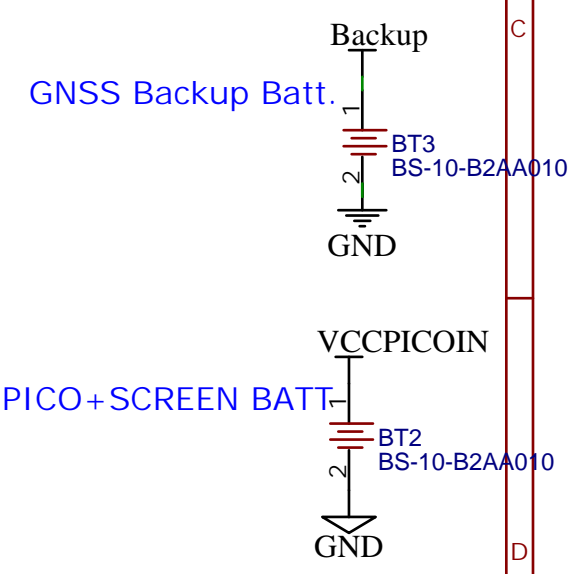 Backup
C
GNSS Backup Batt.
1
BT3
BS-10-B2AA010
2
GND
VCCPICOIN
PICO+SCREEN BATT
1
BT2
BS-10-B2AA010
2
GND
D